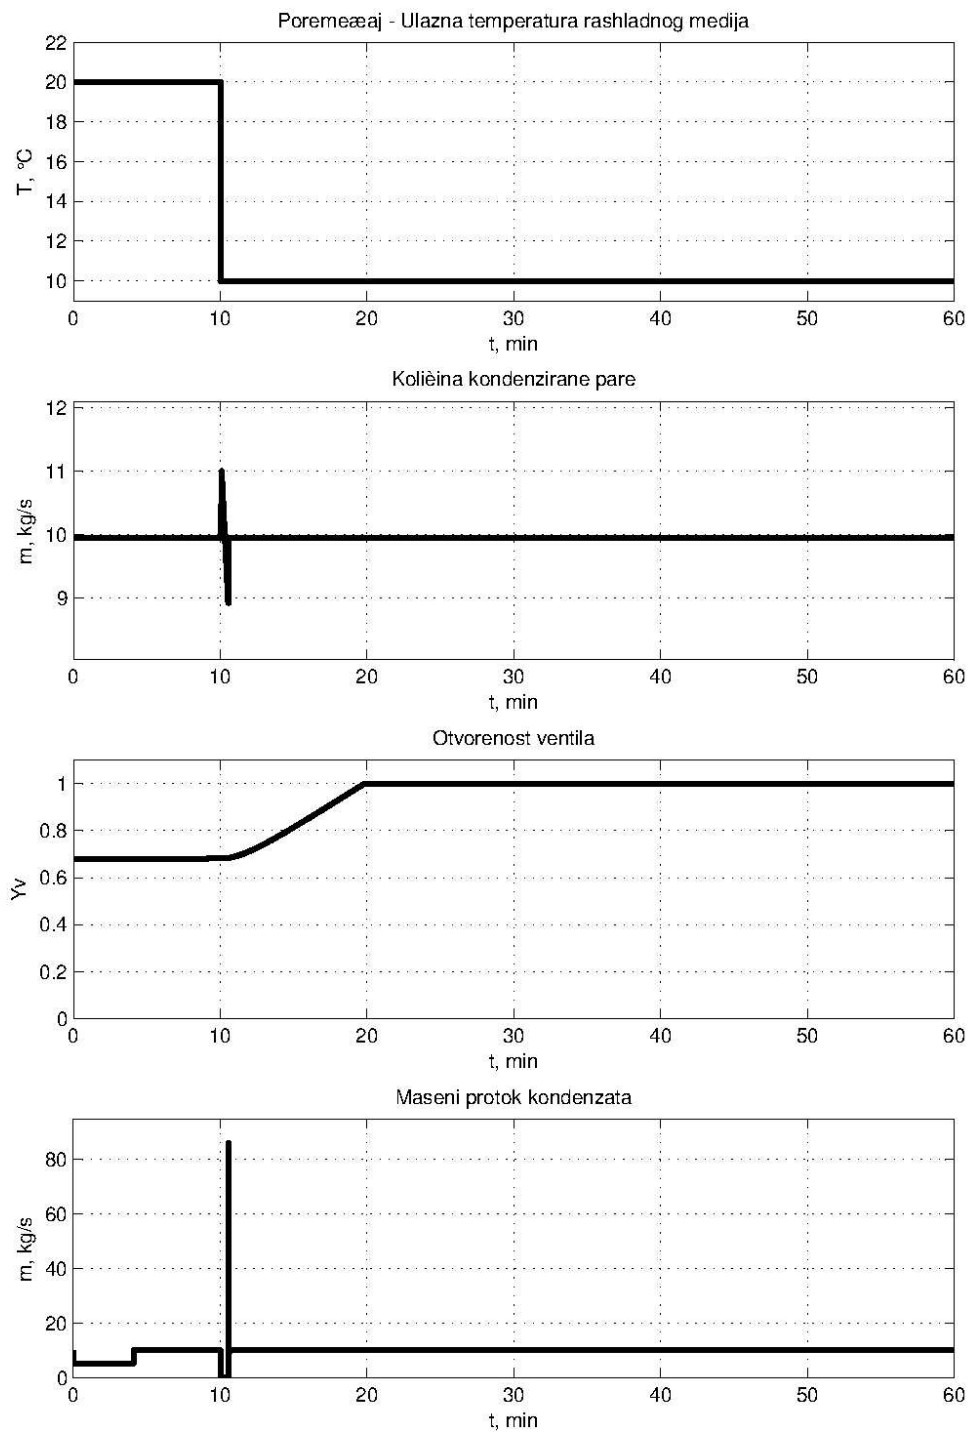 Poremeæaj - Ulazna temperatura rashladnog medija
22
20
18
16
14
12
10
T, °C
0 10 20 30 40 50 60
t, min
Kolièina kondenzirane pare
12
11
10
9
m, kg/s
0 10 20 30 40 50 60
t, min
Otvorenost ventila
1
0.8
0.6
0.4
0.2
0
Yv
0 10 20 30 40 50 60
t, min
Maseni protok kondenzata
80
60
40
20
0
m, kg/s
0 10 20 30 40 50 60
t, min